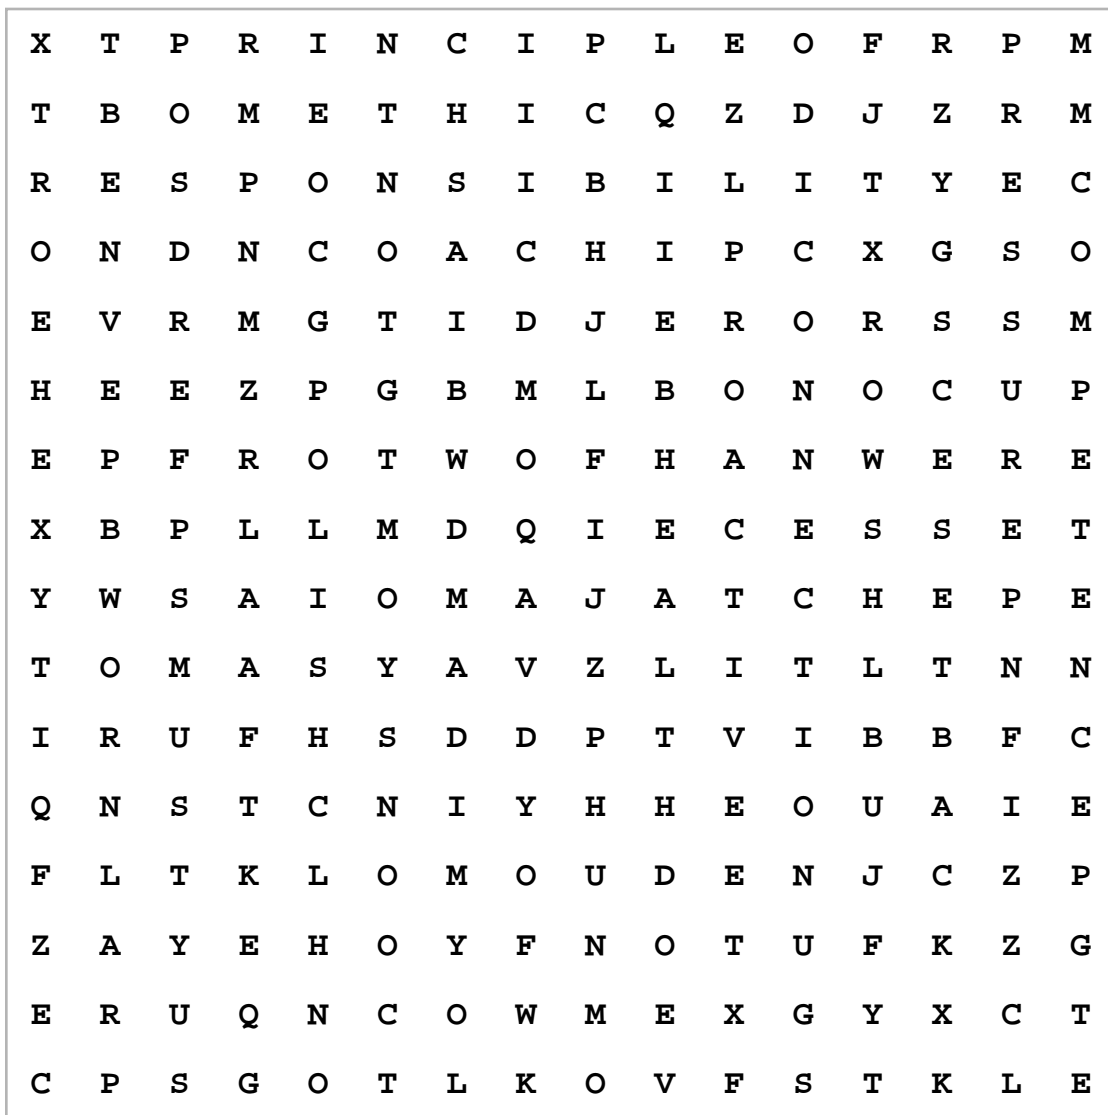 X T P R I N C I P L E O F R P M
T B O M E T H I C Q Z D J Z R M
R E S P O N S I B I L I T Y E C
O N D N C O A C H I P C X G S O
E V R M G T I D J E R O R S S M
H E E Z P G B M L B O N O C U P
E P F R O T W O F H A N W E R E
X B P L L M D Q I E C E S S E T
Y W S A I O M A J A T C H E P E
T O M A S Y A V Z L I T L T N N
I R U F H S D D P T V I B B F C
Q N S T C N I Y H H E O U A I E
F L T K L O M O U D E N J C Z P
Z A Y E H O Y F N O T U F K Z G
E R U Q N C O W M E X G Y X C T
C P S G O T L K O V F S T K L E